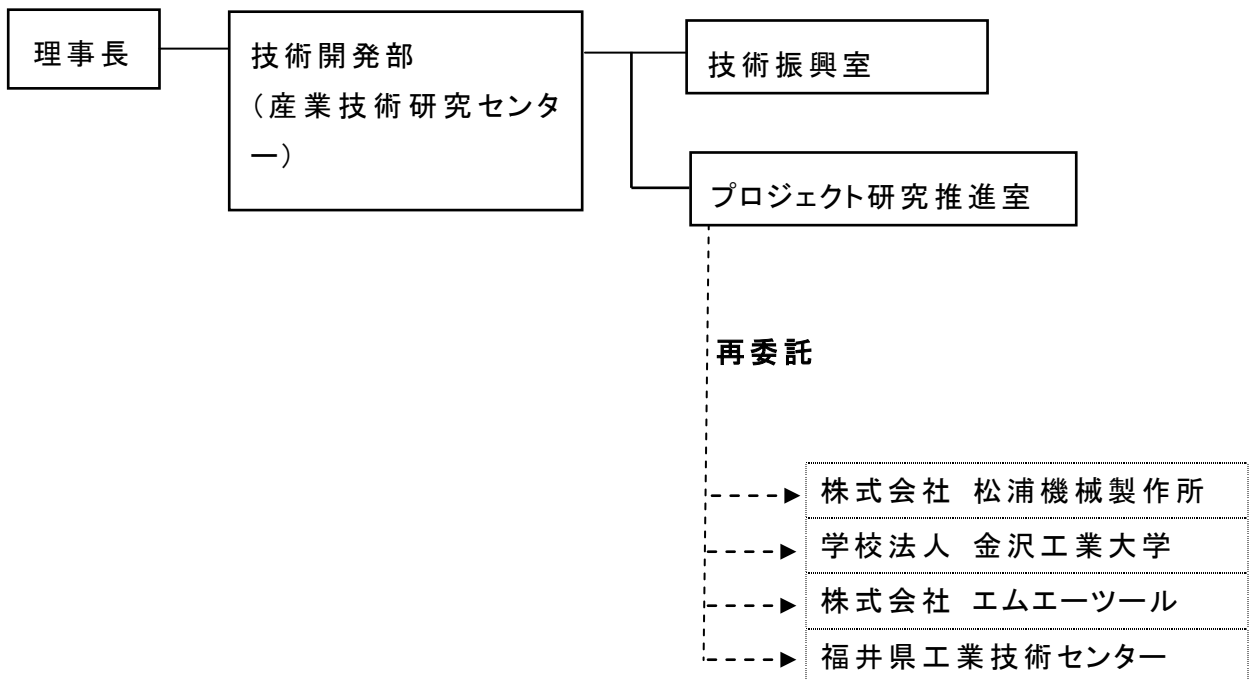 理事長
技術開発部
（産業技術研究センタ
ー）
技術振興室
プロジェクト研究推進室
再委託
株式会社 松浦機械製作所
学校法人 金沢工業大学
株式会社 エムエーツール
福井県工業技術センター